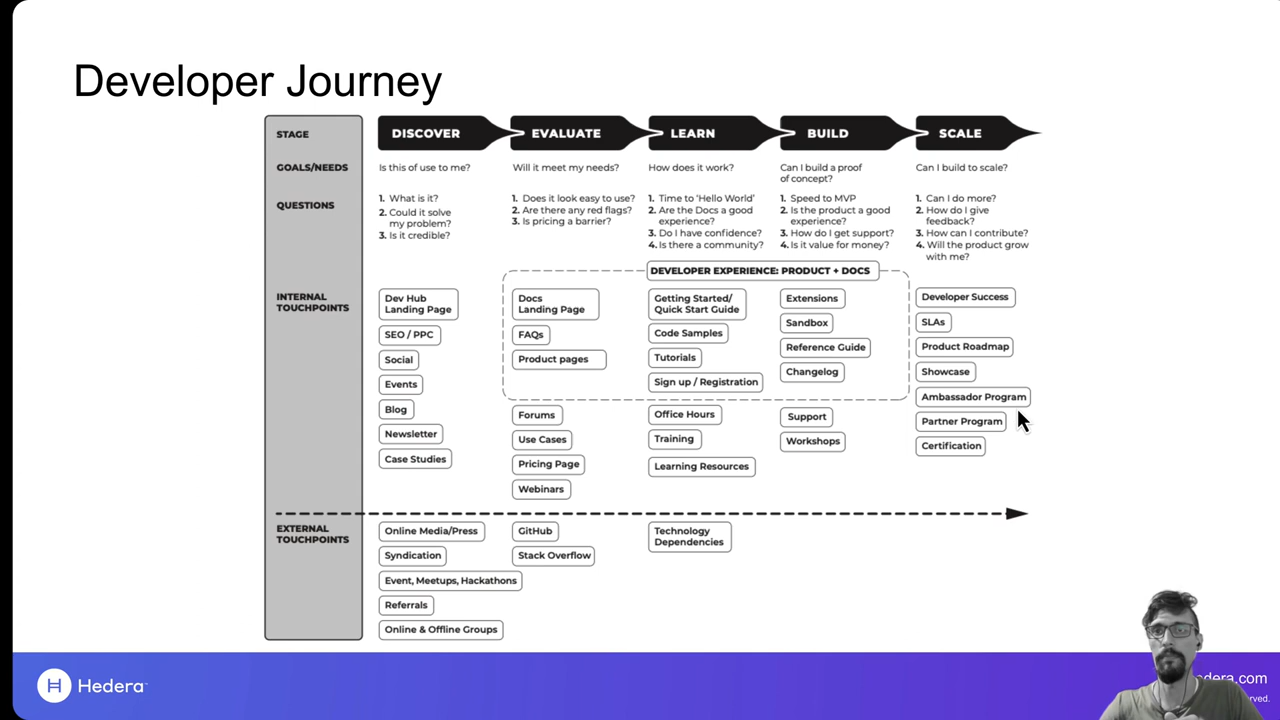 Developer Journey
STAGE
DISCOVER
EVALUATE
LEARN
BUILD
SCALE
GOALS/NEEDS
Is this of use to me?
Will it meet my needs?
How does it work?
Can I build a proof
of concept?
Can I build to scale?
QUESTIONS
1. What is it?
2. Could it solve
my problem?
3. Is it credible?
1. Does it look easy to use?
2. Are there any red flags?
3. Is pricing a barrier?
1. Time to ‘Hello World’
2. Are the Docs a good
experience?
3. Do I have confidence?
4. Is there a community?
1. Speed to MVP
2. Is the product a good
experience?
3. How do I get support?
4. Is it value for money?
1. Can I do more?
2. How do I give
feedback?
3. How can I contribute?
4. Will the product grow
with me?
DEVELOPER EXPERIENCE: PRODUCT + DOCS
INTERNAL
TOUCHPOINTS
Dev Hub
Landing Page
SEO / PPC
Social
Events
Blog
Newsletter
Case Studies
Docs
Landing Page
FAQs
Product pages
Forums
Use Cases
Pricing Page
Webinars
Getting Started/
Quick Start Guide
Code Samples
Tutorials
Sign up / Registration
Office Hours
Training
Learning Resources
Extensions
Sandbox
Reference Guide
Changelog
Support
Workshops
Developer Success
SLAs
Product Roadmap
Showcase
Ambassador Program
Partner Program
Certification
EXTERNAL
TOUCHPOINTS
Online Media/Press
Syndication
Event, Meetups, Hackathons
Referrals
Online & Offline Groups
GitHub
Stack Overflow
Technology
Dependencies
H Hedera